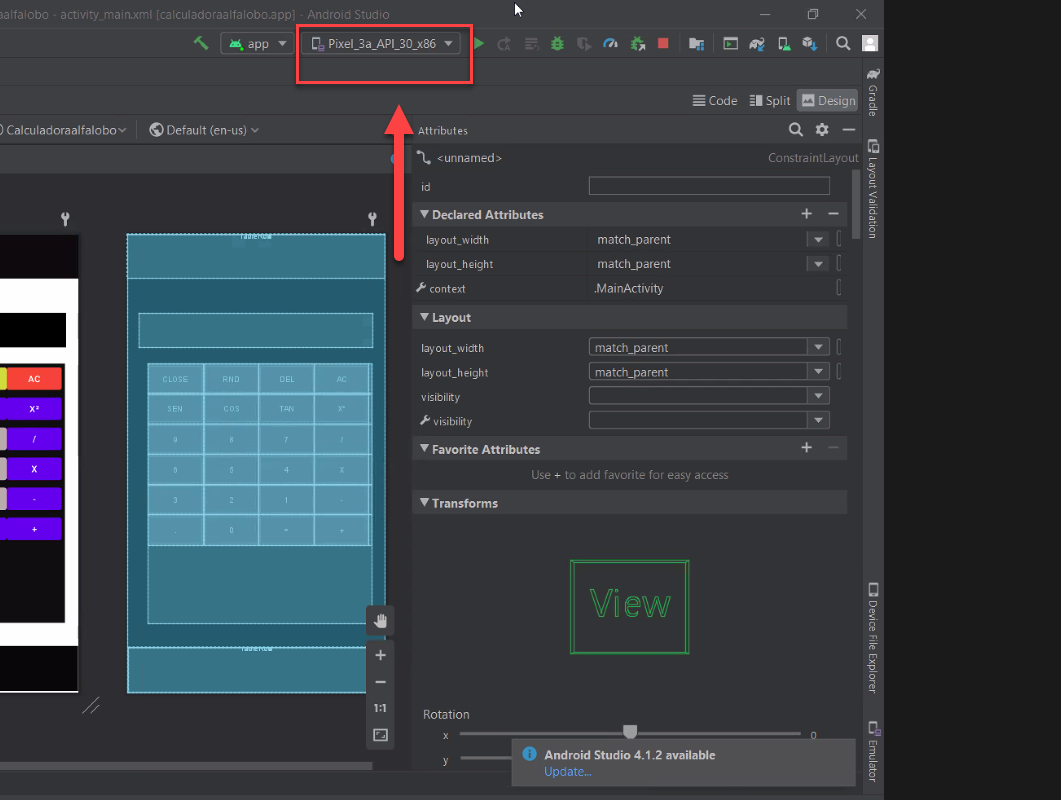 aalfalobo - activity_main.xml [calculadoraalfalobo.app] - Android Studio
app
Pixel_3a_API_30_x86
Code
Split
Design
Calculadoraalfalobo
Default (en-us)
Attributes
<unnamed>
ConstraintLayout
id
Declared Attributes
layout_width
match_parent
layout_height
match_parent
context
.MainActivity
Layout
layout_width
match_parent
layout_height
match_parent
visibility
visibility
Favorite Attributes
Use + to add favorite for easy access
Transforms
View
Rotation
x
0
y
Android Studio 4.1.2 available
Update...
TableRow
CLOSE RND DEL AC
SEN COS TAN X²
9 8 7 /
6 5 4 X
3 2 1 -
. 0 = +
TableRow
AC
X²
/
X
-
+
1:1
Gradle
Layout Validation
Device File Explorer
Emulator